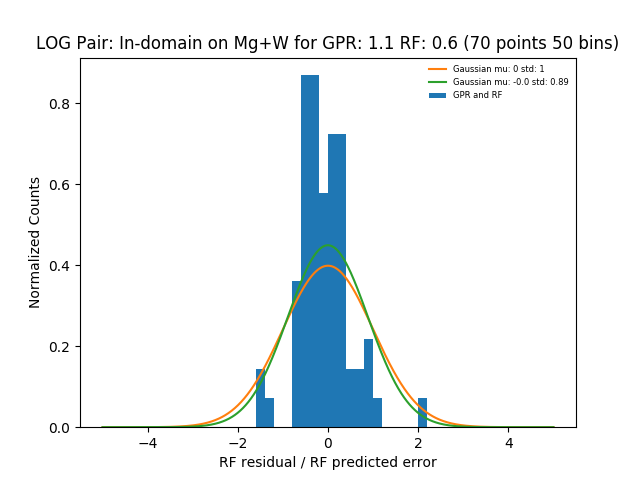 LOG Pair: In-domain on Mg+W for GPR: 1.1 RF: 0.6 (70 points 50 bins)
Gaussian mu: 0 std: 1
Gaussian mu: -0.0 std: 0.89
GPR and RF
Normalized Counts
0.8
0.6
0.4
0.2
0.0
−4 −2 0 2 4
RF residual / RF predicted error